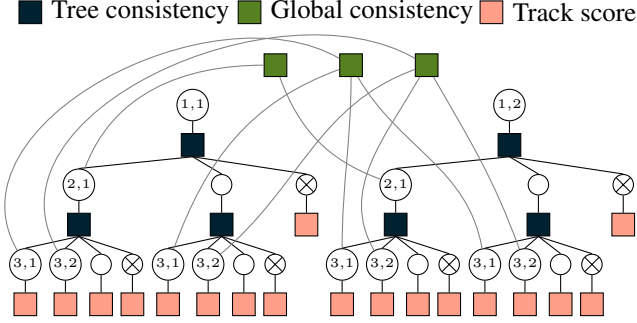 Tree consistency Global consistency Track score
1,1 1,2
2,1 2,1
3,1 3,2 3,1 3,2 3,1 3,2 3,1 3,2